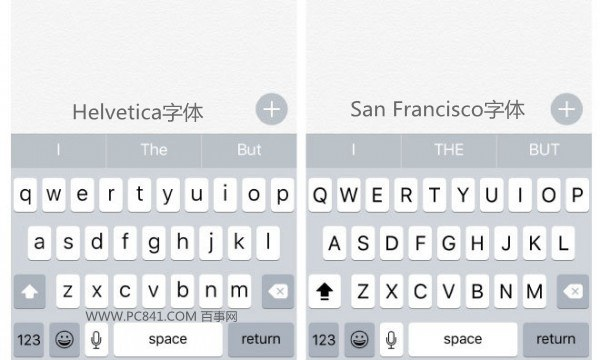 Helvetica字体
I The But
q w e r t y u i o p
a s d f g h j k l
z x c v b n m
WWW.PC841.COM 百事网
123 space return
San Francisco字体
I THE BUT
Q W E R T Y U I O P
A S D F G H J K L
Z X C V B N M
123 space return